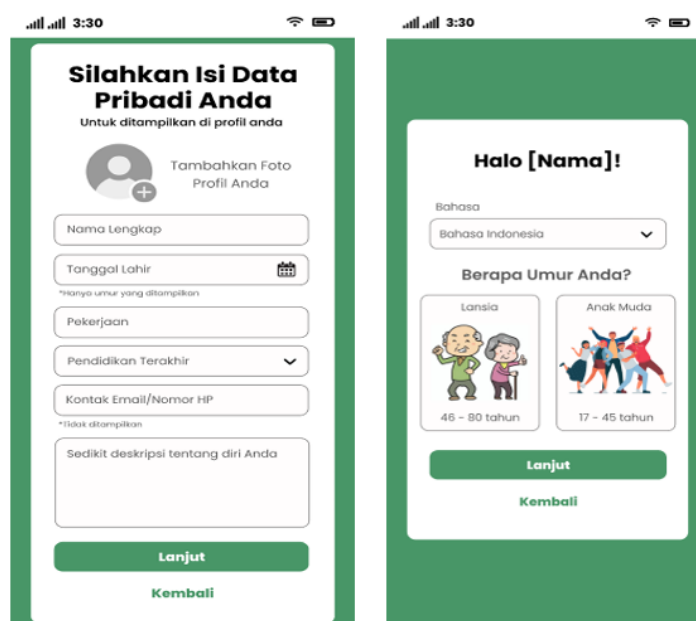 3:30
Silahkan Isi Data
Pribadi Anda
Untuk ditampilkan di profil anda
Tambahkan Foto
Profil Anda
Nama Lengkap
Tanggal Lahir
*Hanya umur yang ditampilkan
Pekerjaan
Pendidikan Terakhir
Kontak Email/Nomor HP
*Tidak ditampilkan
Sedikit deskripsi tentang diri Anda
Lanjut
Kembali
3:30
Halo [Nama]!
Bahasa
Bahasa Indonesia
Berapa Umur Anda?
Lansia
46 - 80 tahun
Anak Muda
17 - 45 tahun
Lanjut
Kembali